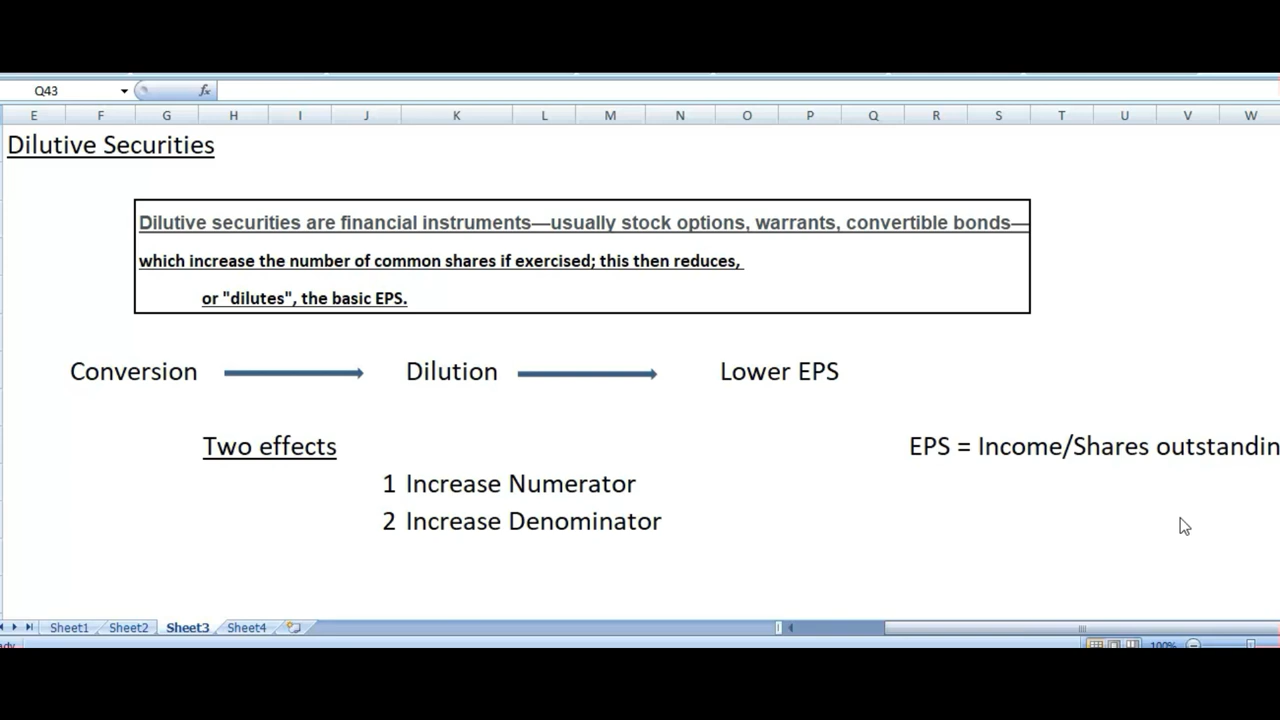 Q43
E F G H I J K L M N O P Q R S T U V W
Dilutive Securities
Dilutive securities are financial instruments—usually stock options, warrants, convertible bonds—
which increase the number of common shares if exercised; this then reduces,
or "dilutes", the basic EPS.
Conversion Dilution Lower EPS
Two effects EPS = Income/Shares outstandin
1 Increase Numerator
2 Increase Denominator
Sheet1 Sheet2 Sheet3 Sheet4
100%